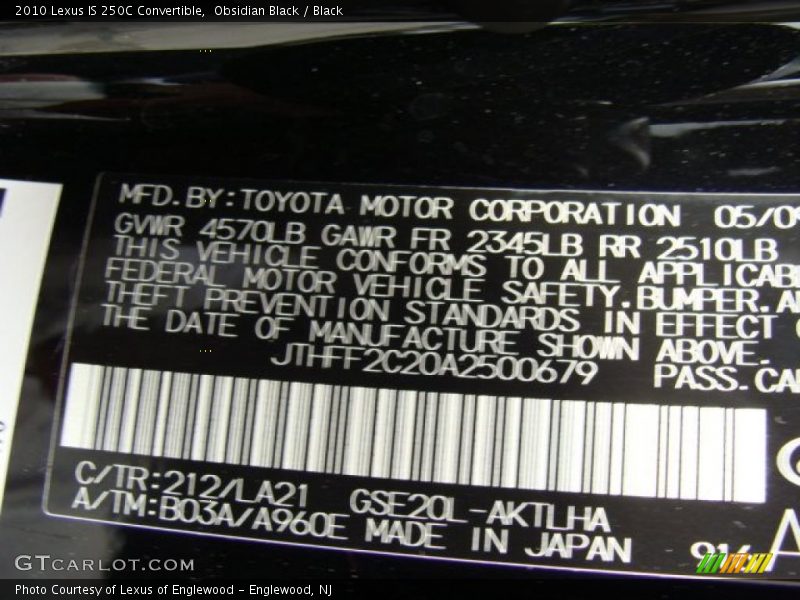 2010 Lexus IS 250C Convertible, Obsidian Black / Black
MFD. BY: TOYOTA MOTOR CORPORATION 05/09
GVWR 4570LB GAWR FR 2345LB RR 2510LB
THIS VEHICLE CONFORMS TO ALL
FEDERAL MOTOR VEHICLE SAFETY. BUMPER.
THEFT PREVENTION STANDARDS IN EFFECT
THE DATE OF MANUFACTURE SHOWN ABOVE.
JTHFF2C20A2500679 PASS.
C/TR:212/LA21 GSE20L-AKTLHA
A/TM:B03A/A960E MADE IN JAPAN
GTCARLOT.COM
Photo Courtesy of Lexus of Englewood - Englewood, NJ